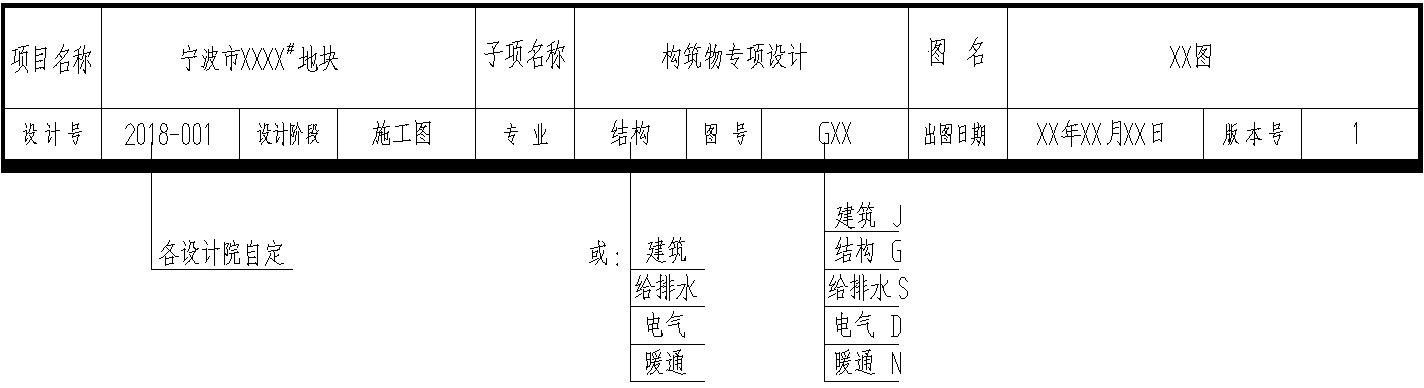 项目名称 宁波市XXXX#地块 子项名称 构筑物专项设计 图 名 XX图
设计号 2018-001 设计阶段 施工图 专 业 结构 图 号 GXX 出图日期 XX年XX月XX日 版本号 1
建筑 J
各设计院自定 或: 建筑 结构 G
给排水 给排水 S
电气 电气 D
暖通 暖通 N